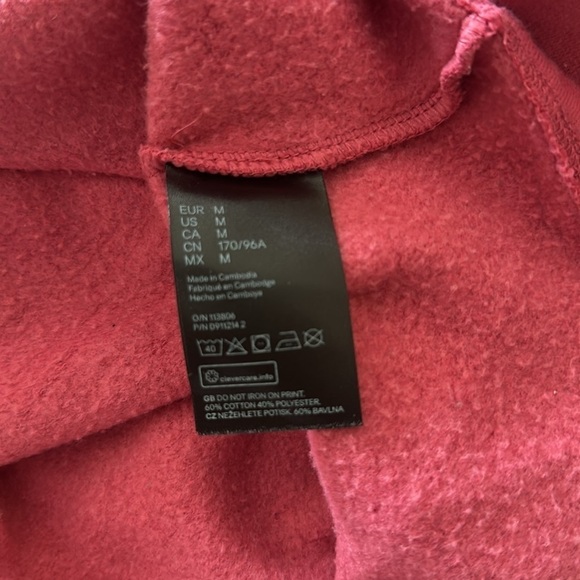 EUR M
US M
CA M
CN 170/96A
MX M
Made in Cambodia
Fabriqué en Cambodge
Hecho en Camboya
O/N 113806
P/N 0911214 2
40
clevercare.info
GB DO NOT IRON ON PRINT.
60% COTTON 40% POLYESTER.
CZ NEŽEHLETE POTISK. 60% BAVLNA